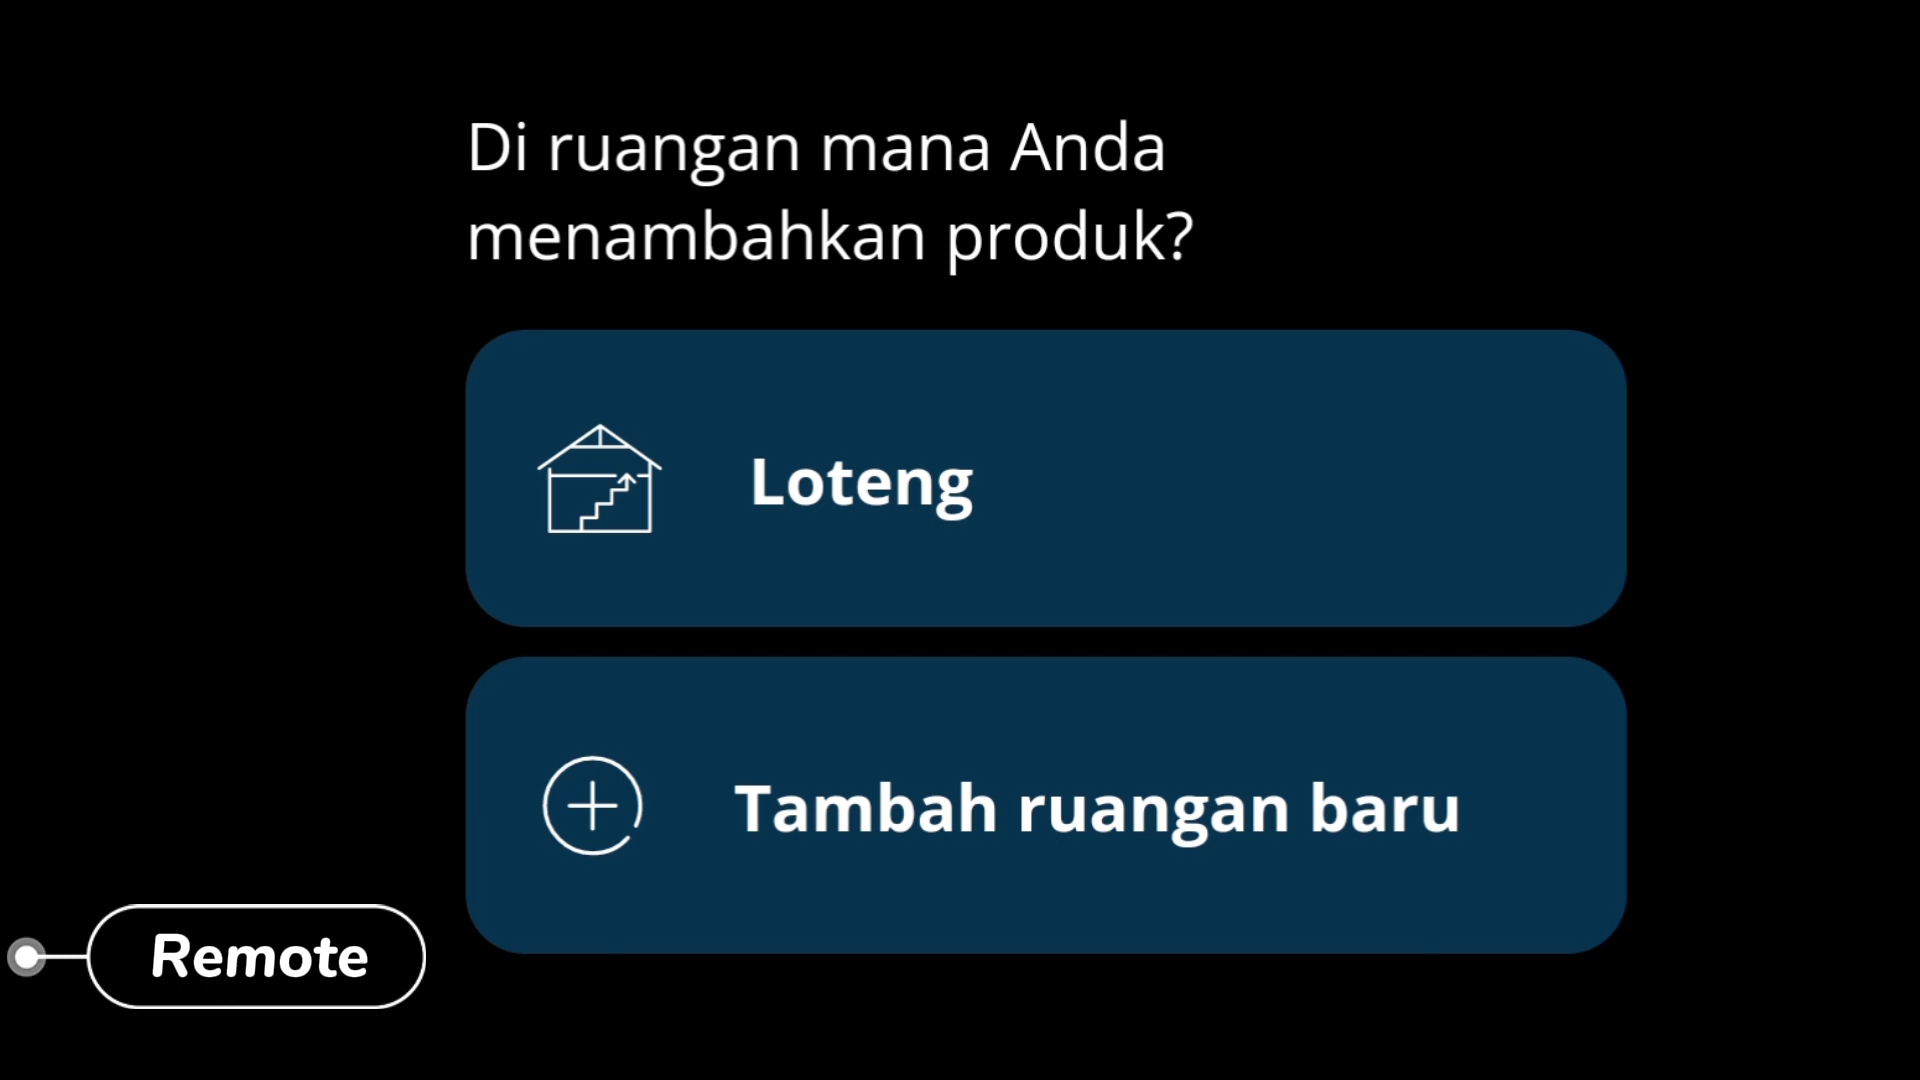 Di ruangan mana Anda
menambahkan produk?
Loteng
Tambah ruangan baru
Remote